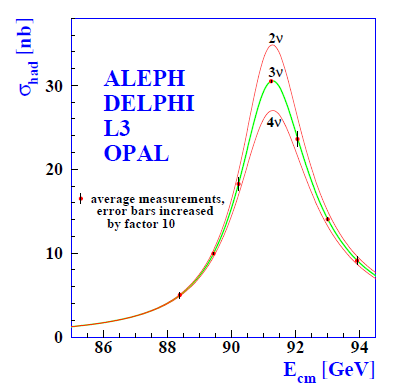 σhad [nb]
30
20
10
0
ALEPH
DELPHI
L3
OPAL
2ν
3ν
4ν
average measurements,
error bars increased
by factor 10
86 88 90 92 94
Ecm [GeV]